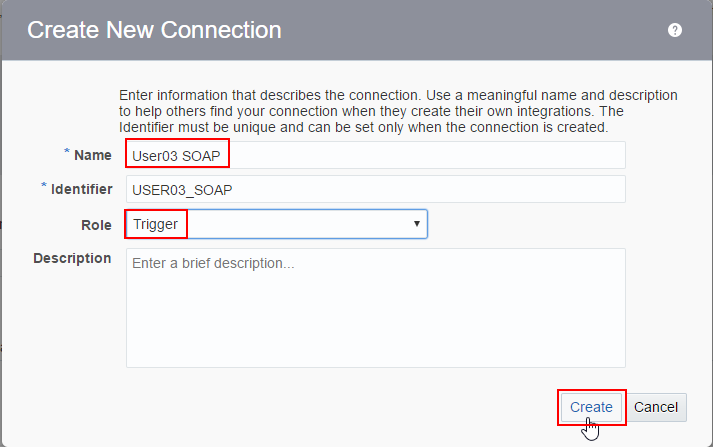 Create New Connection
?
Enter information that describes the connection. Use a meaningful name and description
to help others find your connection when they create their own integrations. The
Identifier must be unique and can be set only when the connection is created.
* Name User03 SOAP
* Identifier USER03_SOAP
Role Trigger
Description Enter a brief description...
Create Cancel